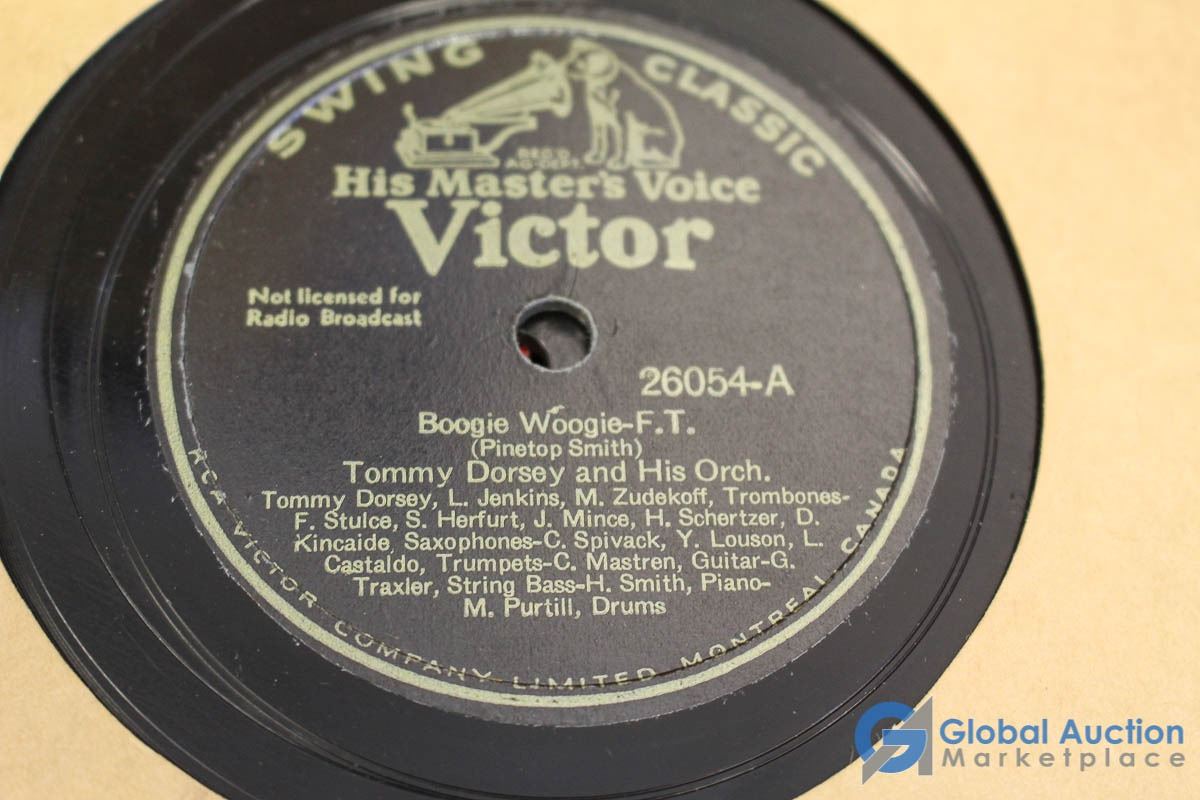 SWING CLASSIC
REG'D
His Master's Voice
Victor
Not licensed for
Radio Broadcast
26054-A
Boogie Woogie-F.T.
(Pinetop Smith)
Tommy Dorsey and His Orch.
Tommy Dorsey, L. Jenkins, M. Zudekoff, Trombones-
F. Stulce, S. Herfurt, J. Mince, H. Schertzer, D.
Kincaide, Saxophones-C. Spivack, Y. Louson, L.
Castaldo, Trumpets-C. Mastren, Guitar-G.
Traxler, String Bass-H. Smith, Piano-
M. Purtill, Drums
RCA VICTOR COMPANY LIMITED MONTREAL CANADA
Global Auction
Marketplace